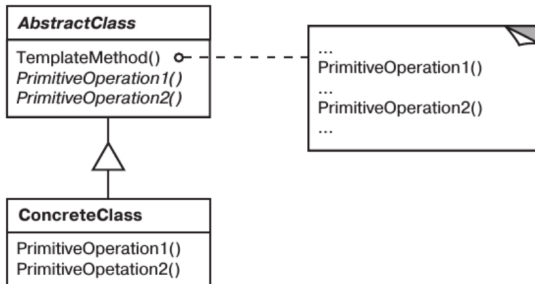 AbstractClass
TemplateMethod()
PrimitiveOperation1()
PrimitiveOperation2()
...
PrimitiveOperation1()
...
PrimitiveOperation2()
...
ConcreteClass
PrimitiveOperation1()
PrimitiveOpetation2()